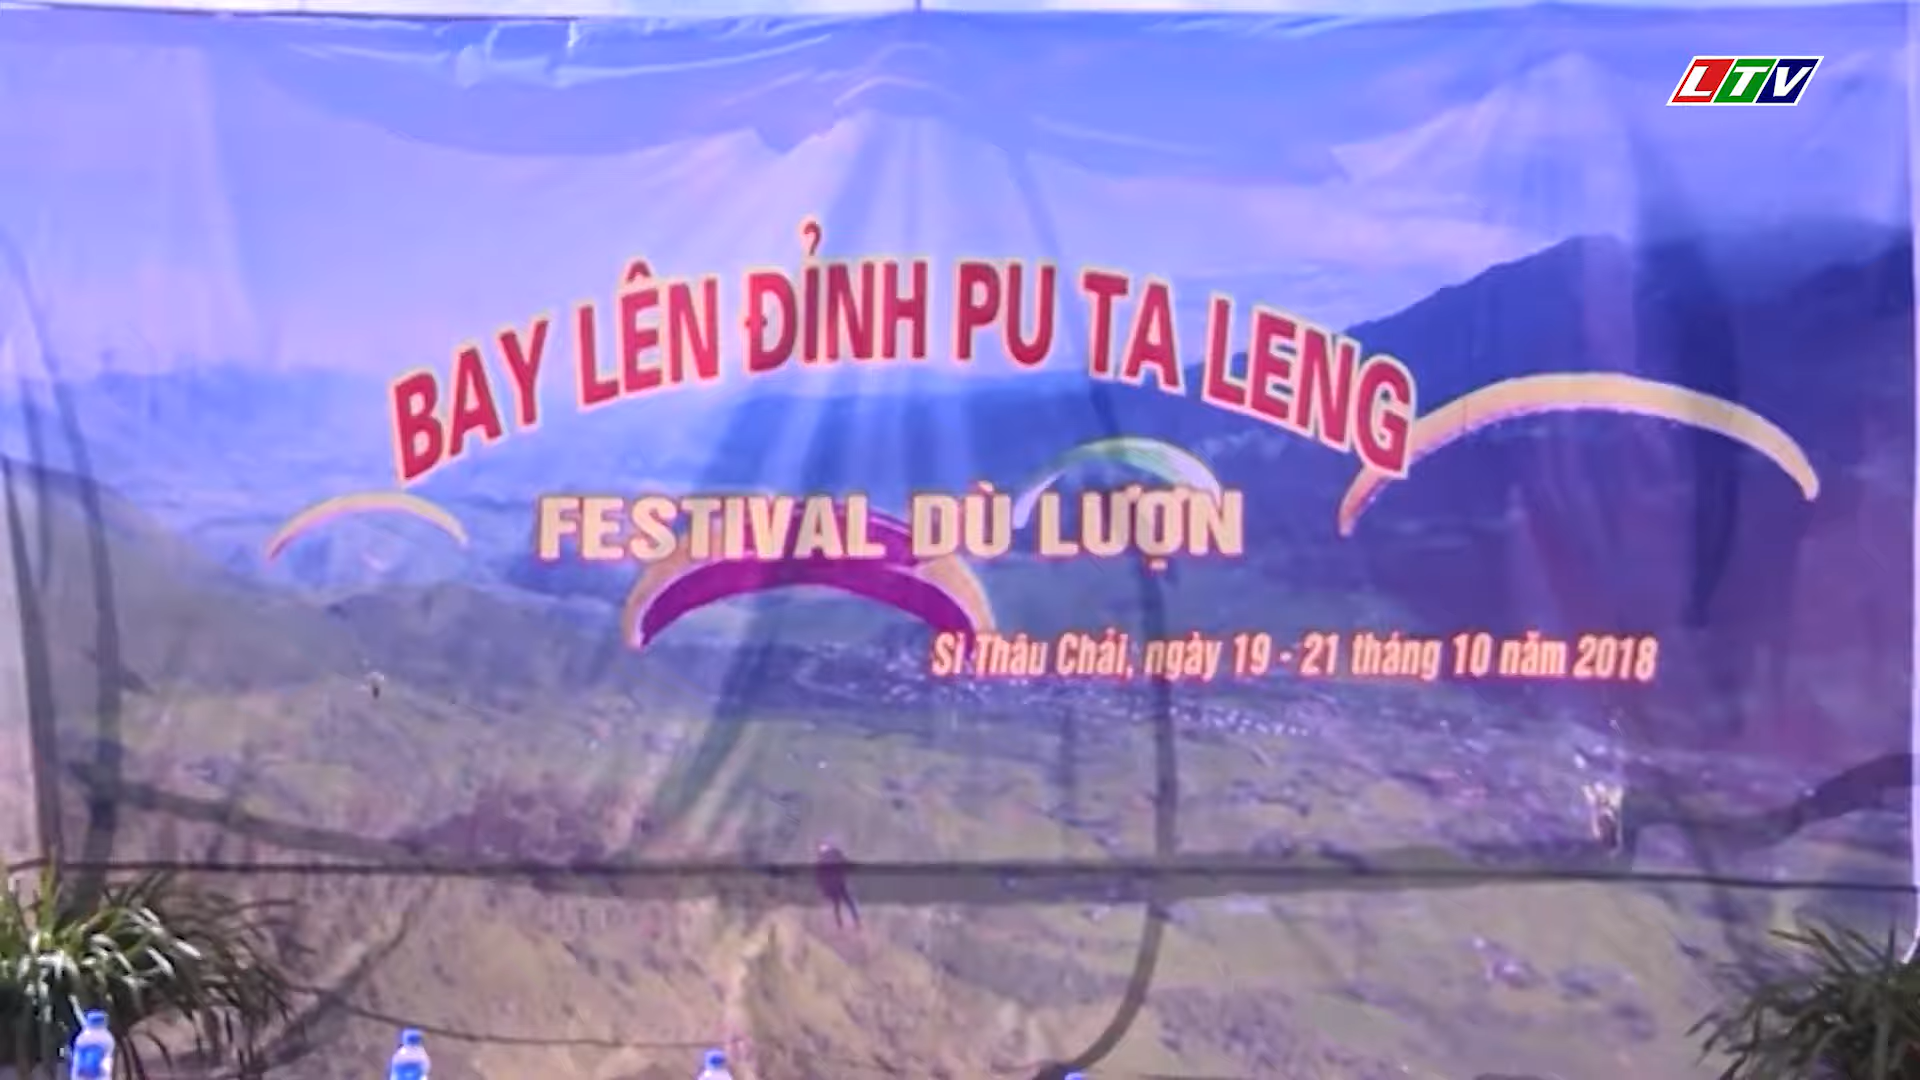 LTV
BAY LÊN ĐỈNH PU TA LENG
FESTIVAL DÙ LƯỢN
Sì Thâu Chải, ngày 19 - 21 tháng 10 năm 2018